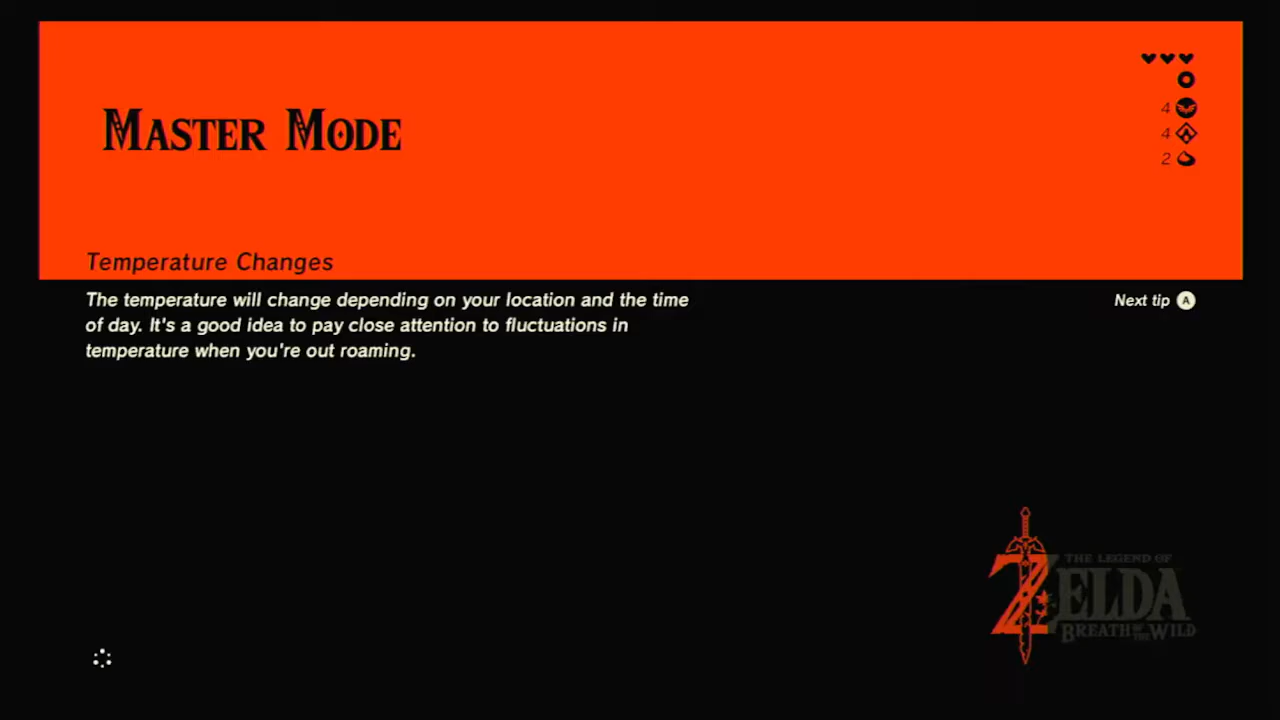 MASTER MODE
4
4
2
Temperature Changes
The temperature will change depending on your location and the time
of day. It's a good idea to pay close attention to fluctuations in
temperature when you're out roaming.
Next tip A
THE LEGEND OF
ZELDA
BREATH OF THE WILD